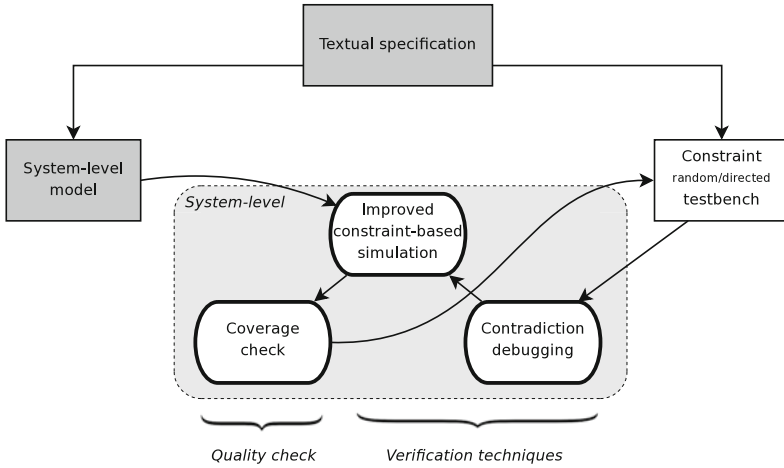 Textual specification
System-level
model
Constraint
random/directed
testbench
System-level
Improved
constraint-based
simulation
Coverage
check
Contradiction
debugging
Quality check
Verification techniques